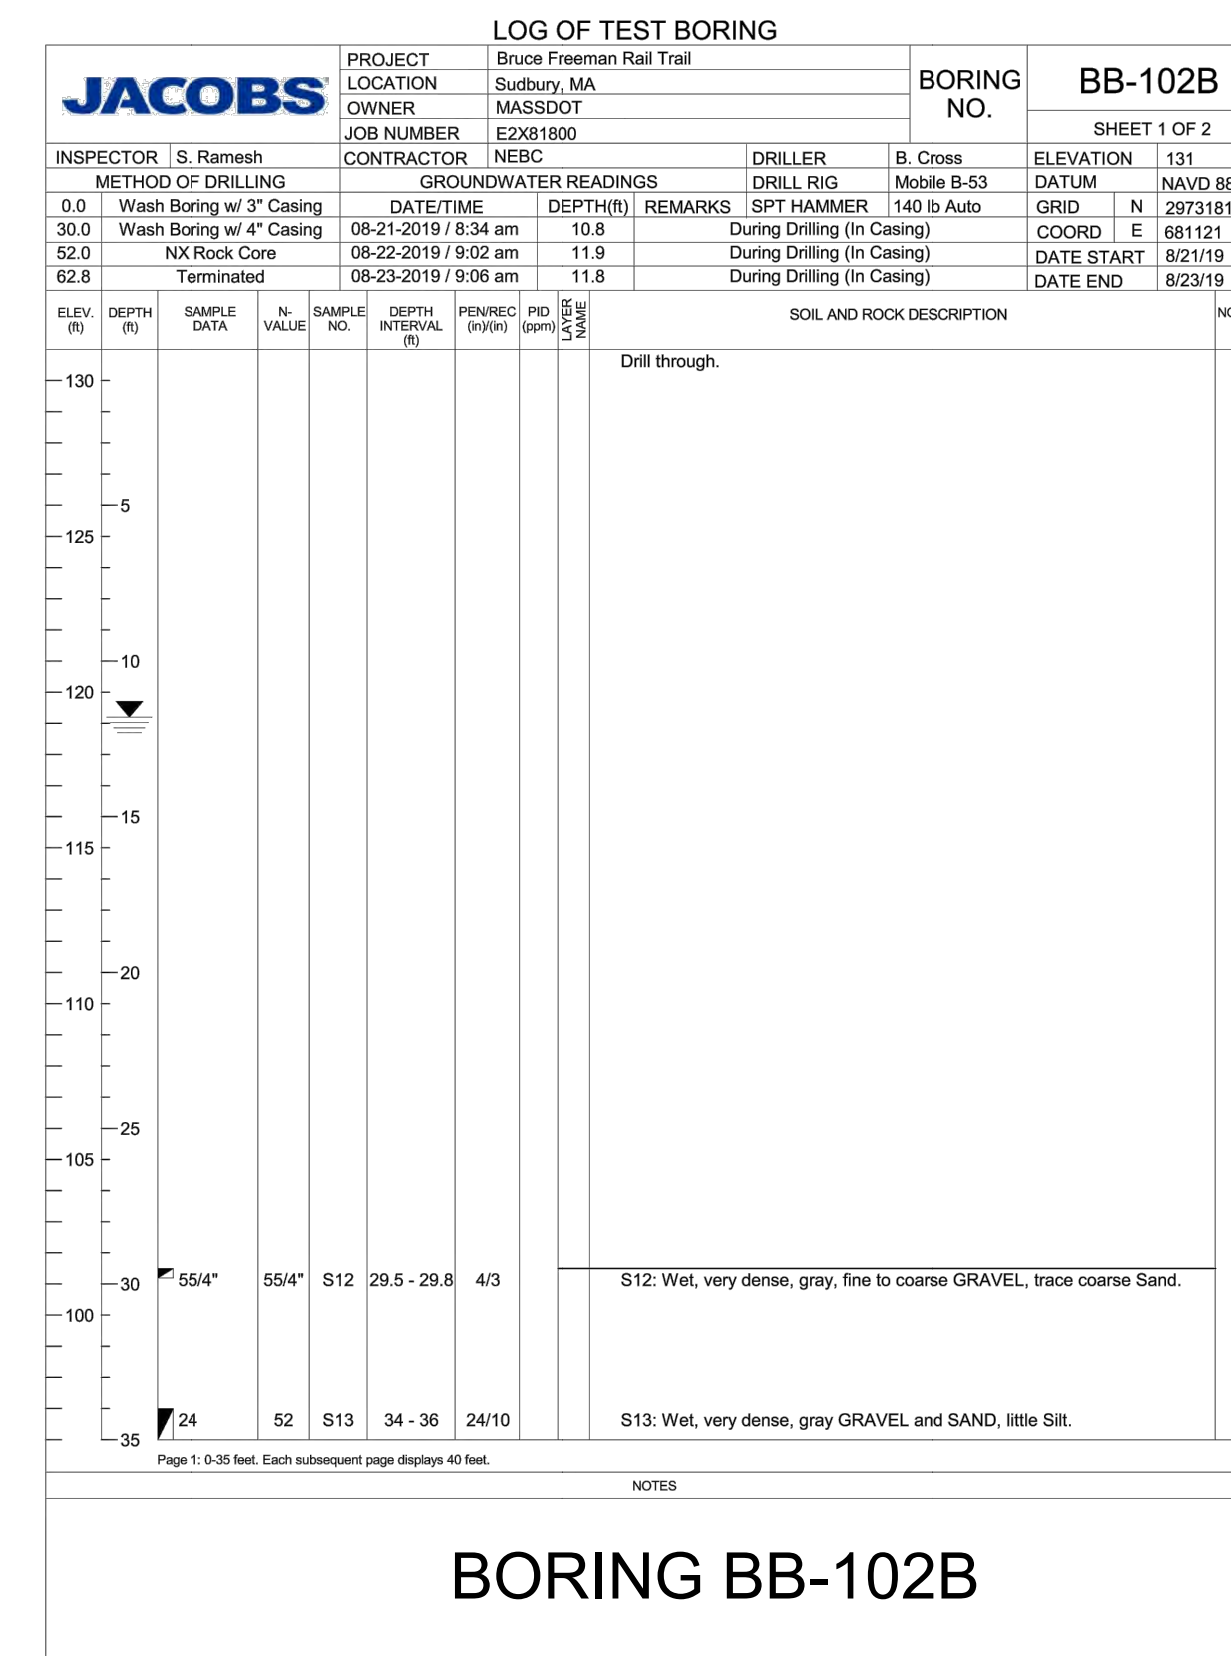 LOG OF TEST BORING
JACOBS
PROJECT Bruce Freeman Rail Trail
LOCATION Sudbury, MA
OWNER MASSDOT
JOB NUMBER E2X81800
BORING NO. BB-102B
SHEET 1 OF 2
INSPECTOR S. Ramesh CONTRACTOR NEBC DRILLER B. Cross ELEVATION 131
METHOD OF DRILLING GROUNDWATER READINGS DRILL RIG Mobile B-53 DATUM NAVD 88
0.0 Wash Boring w/ 3" Casing DATE/TIME DEPTH(ft) REMARKS SPT HAMMER 140 lb Auto GRID N 2973181
30.0 Wash Boring w/ 4" Casing 08-21-2019 / 8:34 am 10.8 During Drilling (In Casing) COORD E 681121
52.0 NX Rock Core 08-22-2019 / 9:02 am 11.9 During Drilling (In Casing) DATE START 8/21/19
62.8 Terminated 08-23-2019 / 9:06 am 11.8 During Drilling (In Casing) DATE END 8/23/19
ELEV. (ft) DEPTH (ft) SAMPLE DATA N-VALUE SAMPLE NO. DEPTH INTERVAL (ft) PEN/REC (in)/(in) PID (ppm) LAYER NAME SOIL AND ROCK DESCRIPTION
Drill through.
130
5
125
10
120
15
115
20
110
25
105
55/4" 55/4" S12 29.5 - 29.8 4/3 S12: Wet, very dense, gray, fine to coarse GRAVEL, trace coarse Sand.
30
100
24 52 S13 34 - 36 24/10 S13: Wet, very dense, gray GRAVEL and SAND, little Silt.
35
Page 1: 0-35 feet. Each subsequent page displays 40 feet.
NOTES
BORING BB-102B